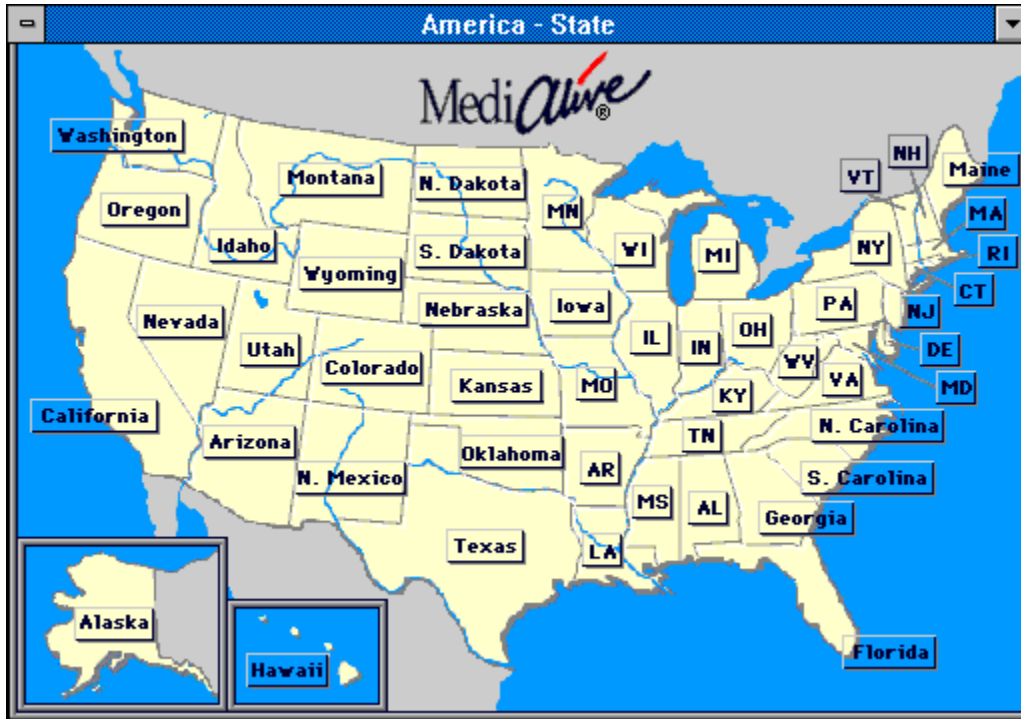 America - State
MediAlive®
Washington
NH
VT
Maine
Montana
N. Dakota
Oregon
MN
MA
Idaho
S. Dakota
WI
MI
NY
RI
Wyoming
CT
Nevada
Nebraska
Iowa
PA
NJ
Utah
IL
IN
OH
DE
Colorado
Kansas
MO
WV
VA
MD
KY
California
Arizona
TN
N. Carolina
Oklahoma
N. Mexico
AR
S. Carolina
MS
AL
Georgia
Texas
LA
Alaska
Hawaii
Florida